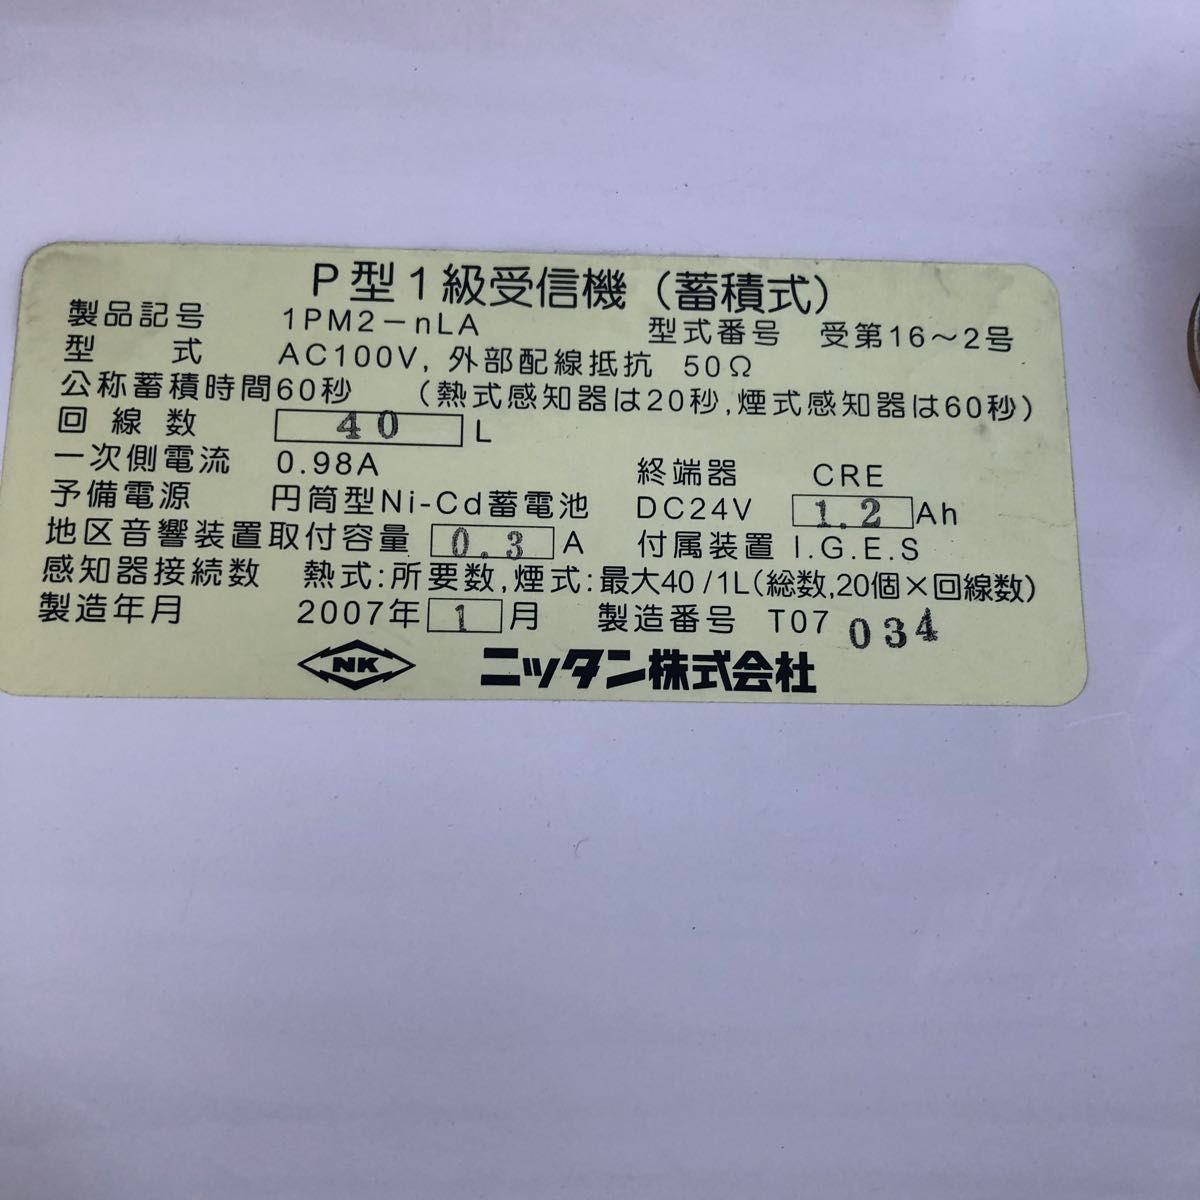 P型1級受信機（蓄積式）
製品記号 1PM2－nLA 型式番号 受第16～2号
型式 AC100V, 外部配線抵抗 50Ω
公称蓄積時間60秒 （熱式感知器は20秒,煙式感知器は60秒）
回線数 40 L
一次側電流 0.98A 終端器 CRE
予備電源 円筒型Ni-Cd蓄電池 DC24V 1.2 Ah
地区音響装置取付容量 0.3 A 付属装置 I.G.E.S
感知器接続数 熱式:所要数,煙式:最大40/1L(総数,20個×回線数)
製造年月 2007年 1 月 製造番号 T07 034
NK ニッタン株式会社